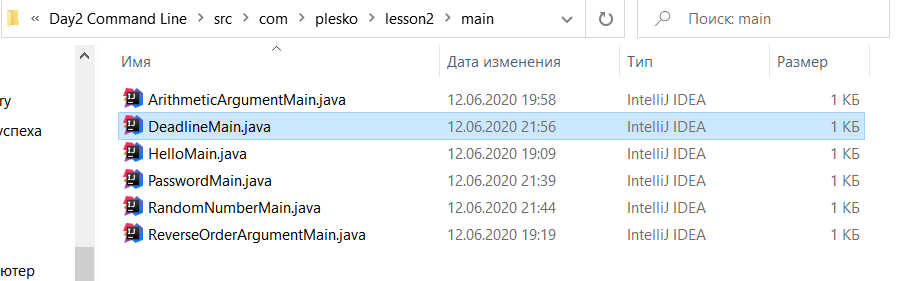 « Day2 Command Line > src > com > plesko > lesson2 > main Поиск: main
Имя Дата изменения Тип Размер
ArithmeticArgumentMain.java 12.06.2020 19:58 IntelliJ IDEA 1 КБ
ry
DeadlineMain.java 12.06.2020 21:56 IntelliJ IDEA 1 КБ
успеха
HelloMain.java 12.06.2020 19:09 IntelliJ IDEA 1 КБ
PasswordMain.java 12.06.2020 21:39 IntelliJ IDEA 1 КБ
RandomNumberMain.java 12.06.2020 21:44 IntelliJ IDEA 1 КБ
ReverseOrderArgumentMain.java 12.06.2020 19:19 IntelliJ IDEA 1 КБ
ютер